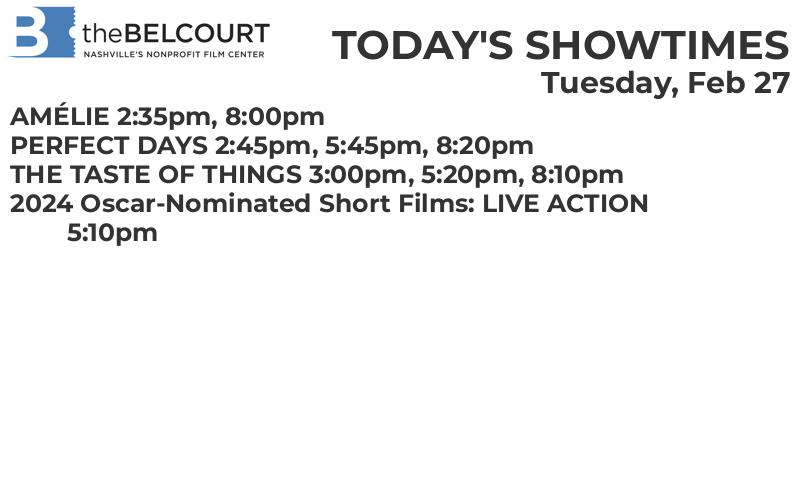 B theBELCOURT
NASHVILLE'S NONPROFIT FILM CENTER
TODAY'S SHOWTIMES
Tuesday, Feb 27
AMÉLIE 2:35pm, 8:00pm
PERFECT DAYS 2:45pm, 5:45pm, 8:20pm
THE TASTE OF THINGS 3:00pm, 5:20pm, 8:10pm
2024 Oscar-Nominated Short Films: LIVE ACTION
5:10pm